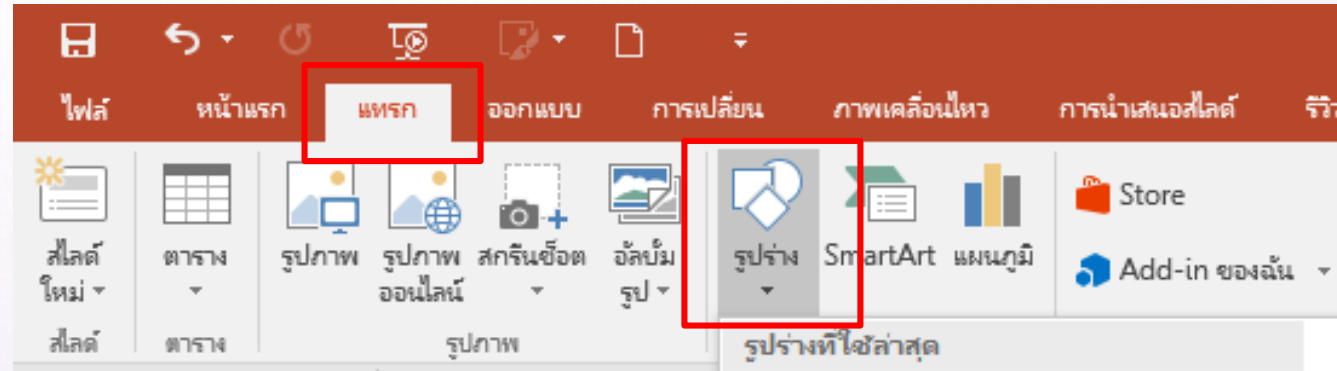 ไฟล์ หน้าแรก แทรก ออกแบบ การเปลี่ยน ภาพเคลื่อนไหว การนำเสนอสไลด์
สไลด์ใหม่
ตาราง
รูปภาพ
รูปภาพออนไลน์
สกรีนช็อต
อัลบั้มรูป
รูปร่าง
SmartArt
แผนภูมิ
Store
Add-in ของฉัน
สไลด์ ตาราง รูปภาพ
รูปร่างที่ใช้ล่าสุด